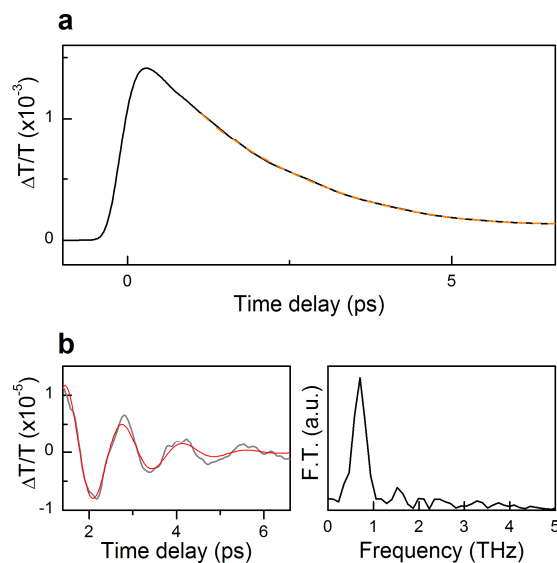 a
ΔT/T (x10⁻³)
1
0
0
5
Time delay (ps)
b
ΔT/T (x10⁻⁵)
1
0
-1
2
4
6
Time delay (ps)
F.T. (a.u.)
0
1
2
3
4
5
Frequency (THz)